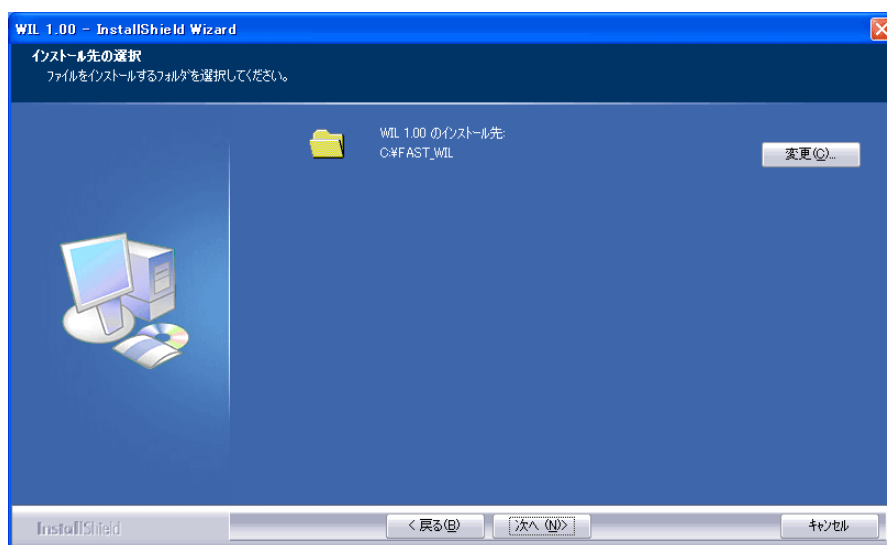 WIL 1.00 - InstallShield Wizard
インストール先の選択
ファイルをインストールするフォルダを選択してください。
WIL 1.00 のインストール先:
C:¥FAST_WIL
変更(C)...
InstallShield
< 戻る(B)
次へ (N)>
キャンセル